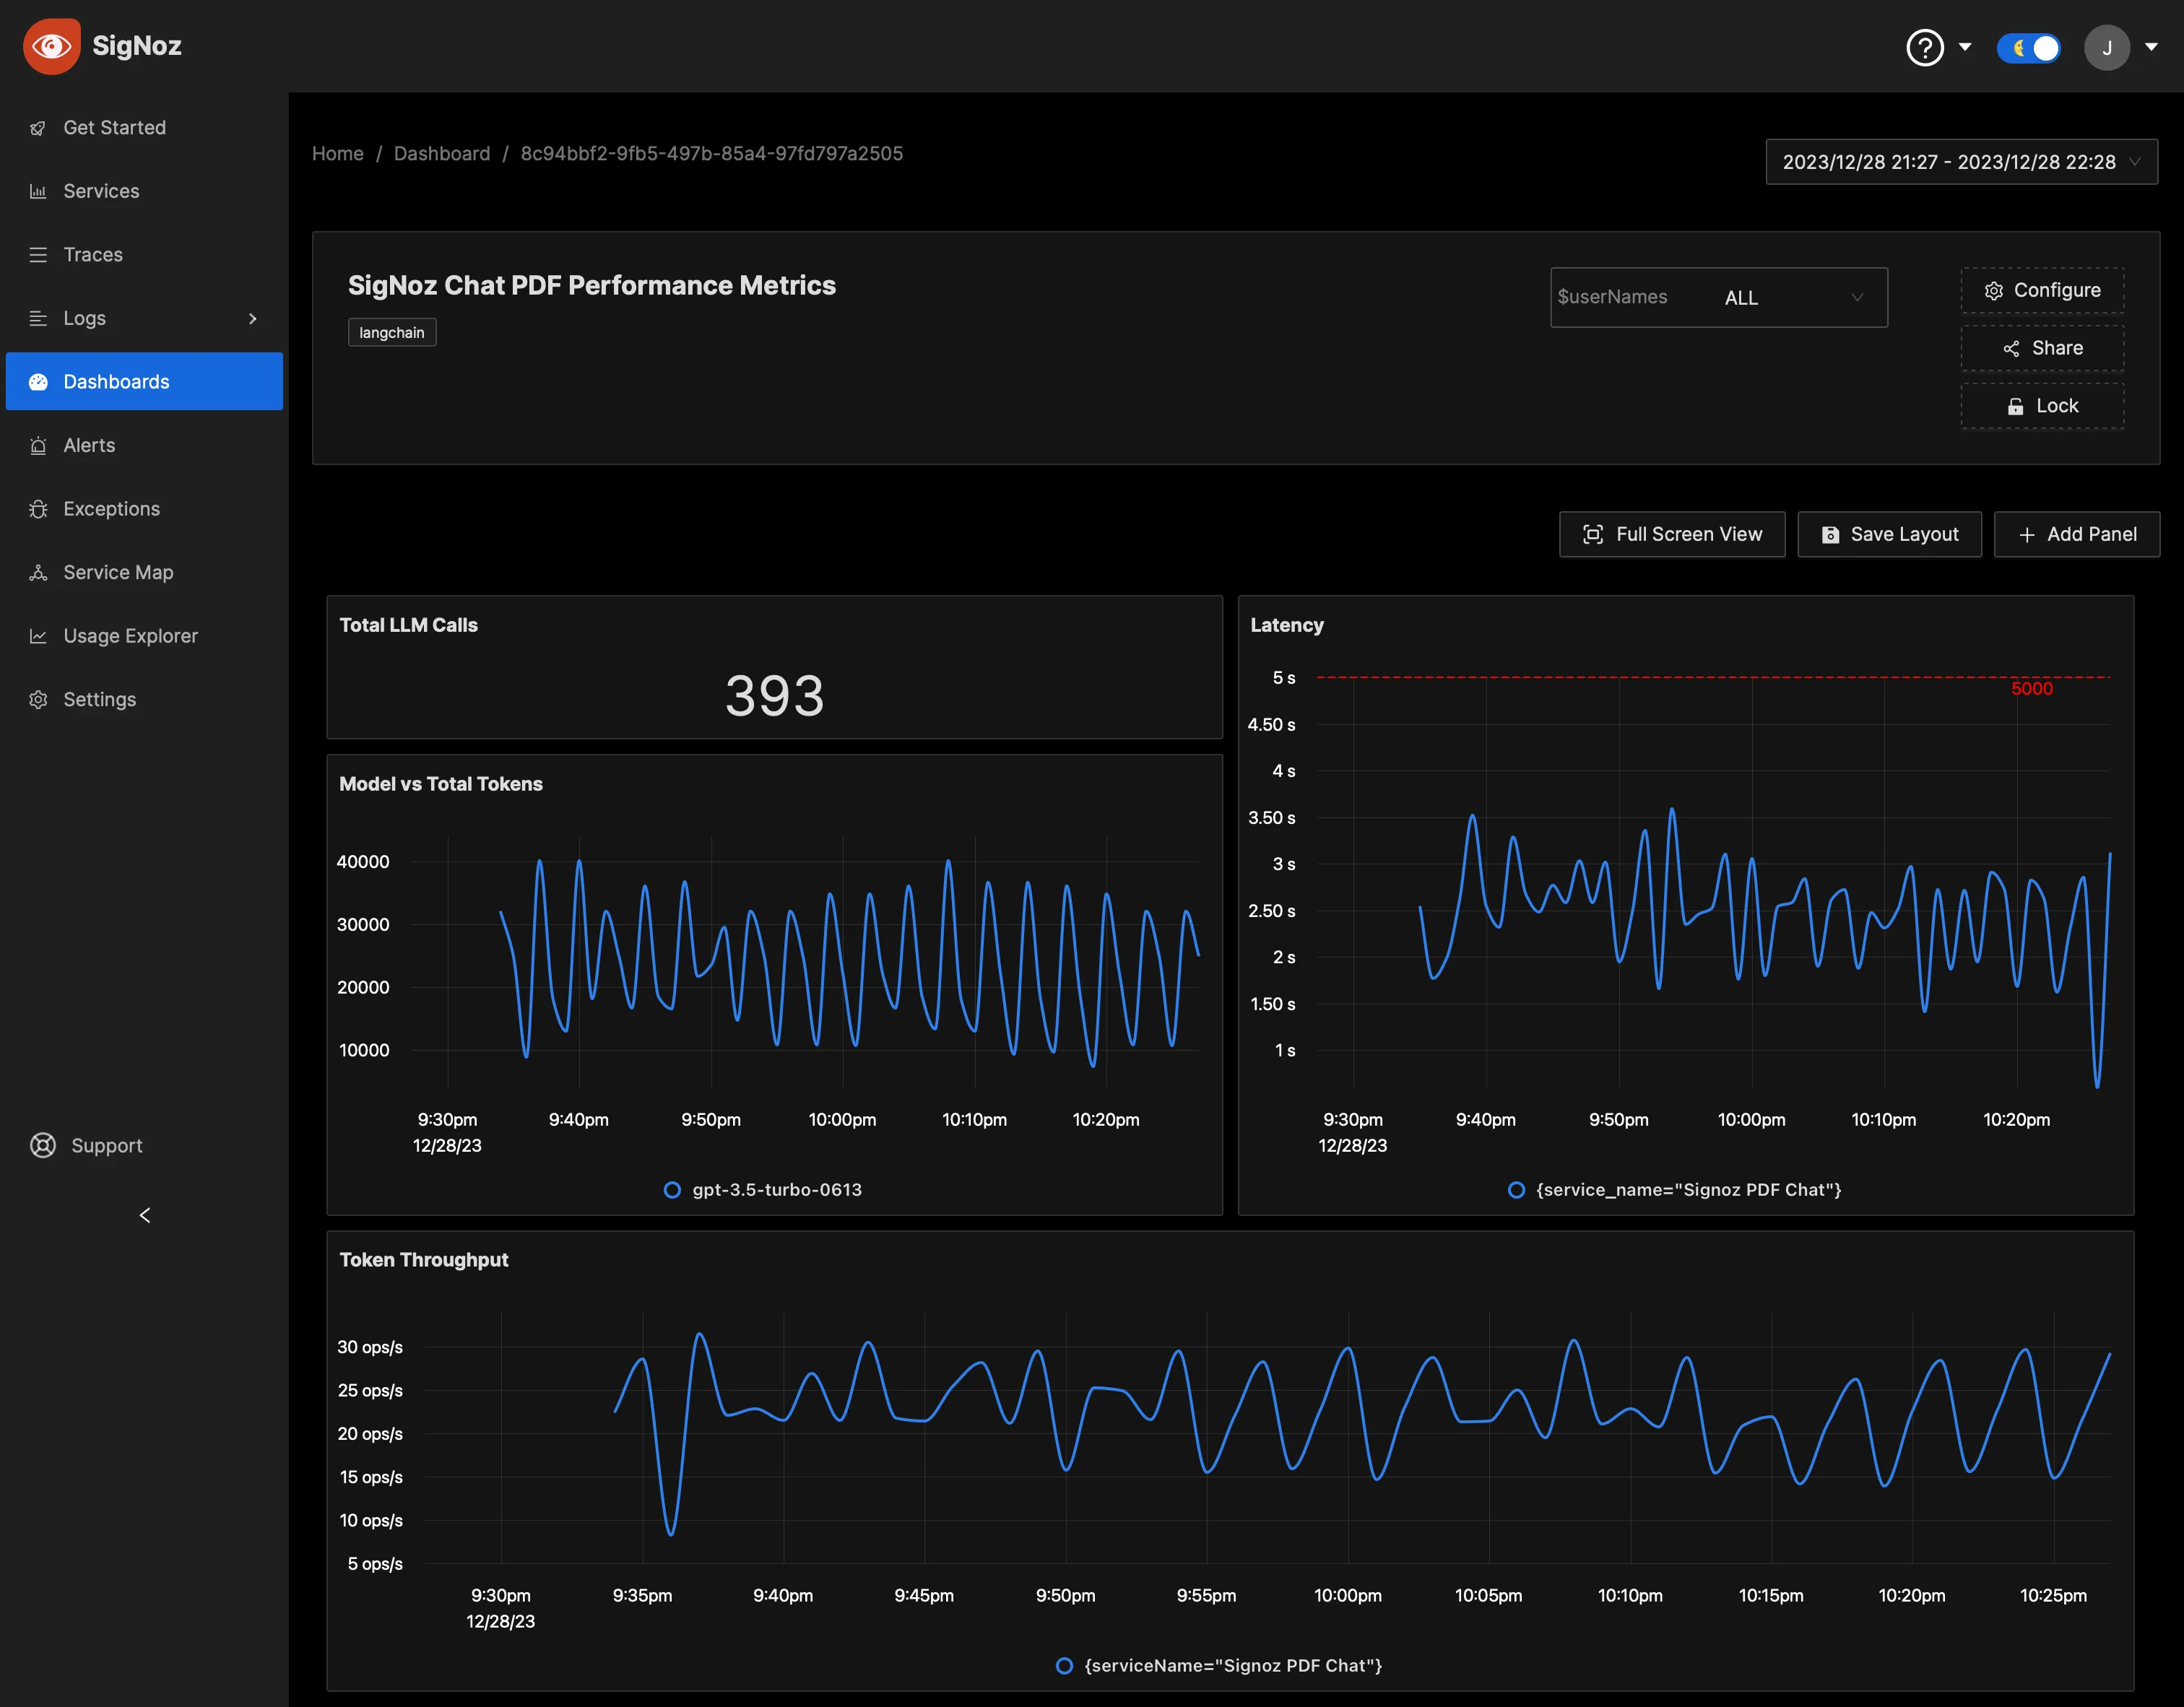 SigNoz
J
Get Started
Services
Traces
Logs
Dashboards
Alerts
Exceptions
Service Map
Usage Explorer
Settings
Support
Home / Dashboard / 8c94bbf2-9fb5-497b-85a4-97fd797a2505
2023/12/28 21:27 - 2023/12/28 22:28
SigNoz Chat PDF Performance Metrics
langchain
$userNames ALL
Configure
Share
Lock
Full Screen View
Save Layout
+ Add Panel
Total LLM Calls
393
Model vs Total Tokens
40000
30000
20000
10000
9:30pm 9:40pm 9:50pm 10:00pm 10:10pm 10:20pm
12/28/23
gpt-3.5-turbo-0613
Latency
5 s
5000
4.50 s
4 s
3.50 s
3 s
2.50 s
2 s
1.50 s
1 s
9:30pm 9:40pm 9:50pm 10:00pm 10:10pm 10:20pm
12/28/23
{service_name="Signoz PDF Chat"}
Token Throughput
30 ops/s
25 ops/s
20 ops/s
15 ops/s
10 ops/s
5 ops/s
9:30pm 9:35pm 9:40pm 9:45pm 9:50pm 9:55pm 10:00pm 10:05pm 10:10pm 10:15pm 10:20pm 10:25pm
12/28/23
{serviceName="Signoz PDF Chat"}